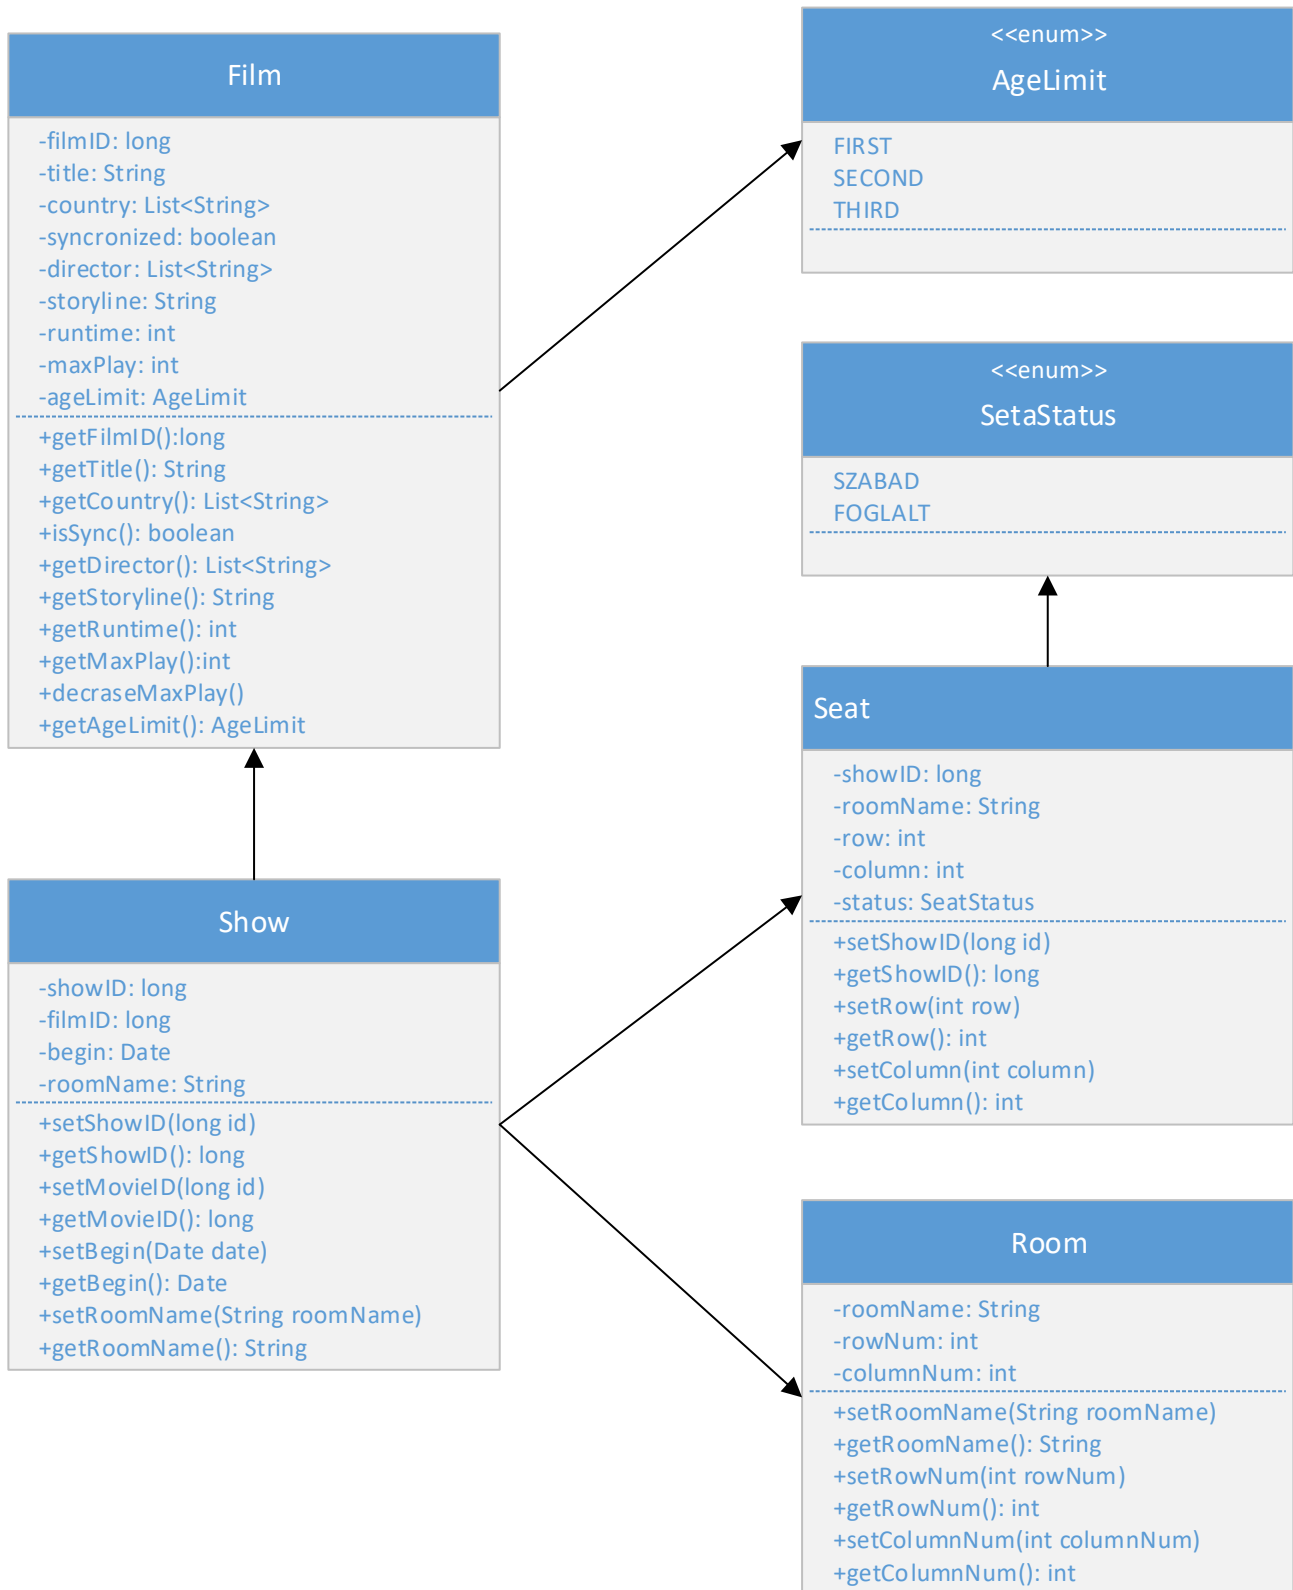 Film
-filmID: long
-title: String
-country: List<String>
-syncronized: boolean
-director: List<String>
-storyline: String
-runtime: int
-maxPlay: int
-ageLimit: AgeLimit
+getFilmID():long
+getTitle(): String
+getCountry(): List<String>
+isSync(): boolean
+getDirector(): List<String>
+getStoryline(): String
+getRuntime(): int
+getMaxPlay():int
+decraseMaxPlay()
+getAgeLimit(): AgeLimit
<<enum>>
AgeLimit
FIRST
SECOND
THIRD
<<enum>>
SetaStatus
SZABAD
FOGLALT
Seat
-showID: long
-roomName: String
-row: int
-column: int
-status: SeatStatus
+setShowID(long id)
+getShowID(): long
+setRow(int row)
+getRow(): int
+setColumn(int column)
+getColumn(): int
Show
-showID: long
-filmID: long
-begin: Date
-roomName: String
+setShowID(long id)
+getShowID(): long
+setMovieID(long id)
+getMovieID(): long
+setBegin(Date date)
+getBegin(): Date
+setRoomName(String roomName)
+getRoomName(): String
Room
-roomName: String
-rowNum: int
-columnNum: int
+setRoomName(String roomName)
+getRoomName(): String
+setRowNum(int rowNum)
+getRowNum(): int
+setColumnNum(int columnNum)
+getColumnNum(): int